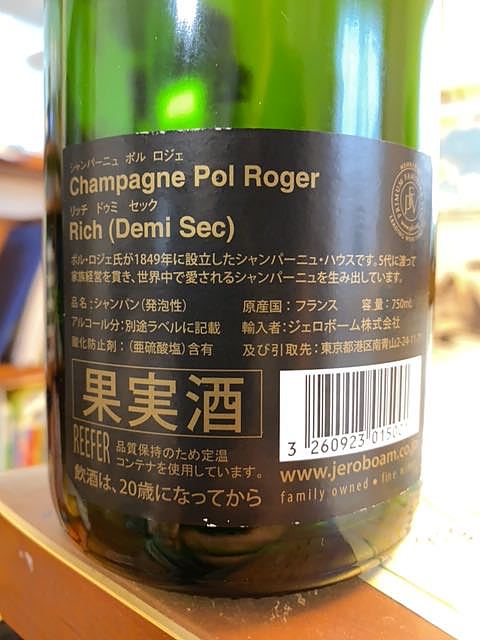 シャンパーニュ ポル ロジェ
Champagne Pol Roger
リッチ ドゥミ セック
Rich (Demi Sec)
ポル・ロジェ氏が1849年に設立したシャンパーニュ・ハウスです。5代に渡って
家族経営を貫き、世界中で愛されるシャンパーニュを生み出しています。
品名：シャンパン（発泡性） 原産国：フランス 容量：750mL
アルコール分：別途ラベルに記載 輸入者：ジェロボーム株式会社
酸化防止剤：（亜硫酸塩）含有 及び引取先：東京都港区南青山2-24-11
果実酒
REEFER 品質保持のため定温
コンテナを使用しています。
飲酒は、20歳になってから
3 260923 0150
www.jeroboam.co.jp
family owned • fine